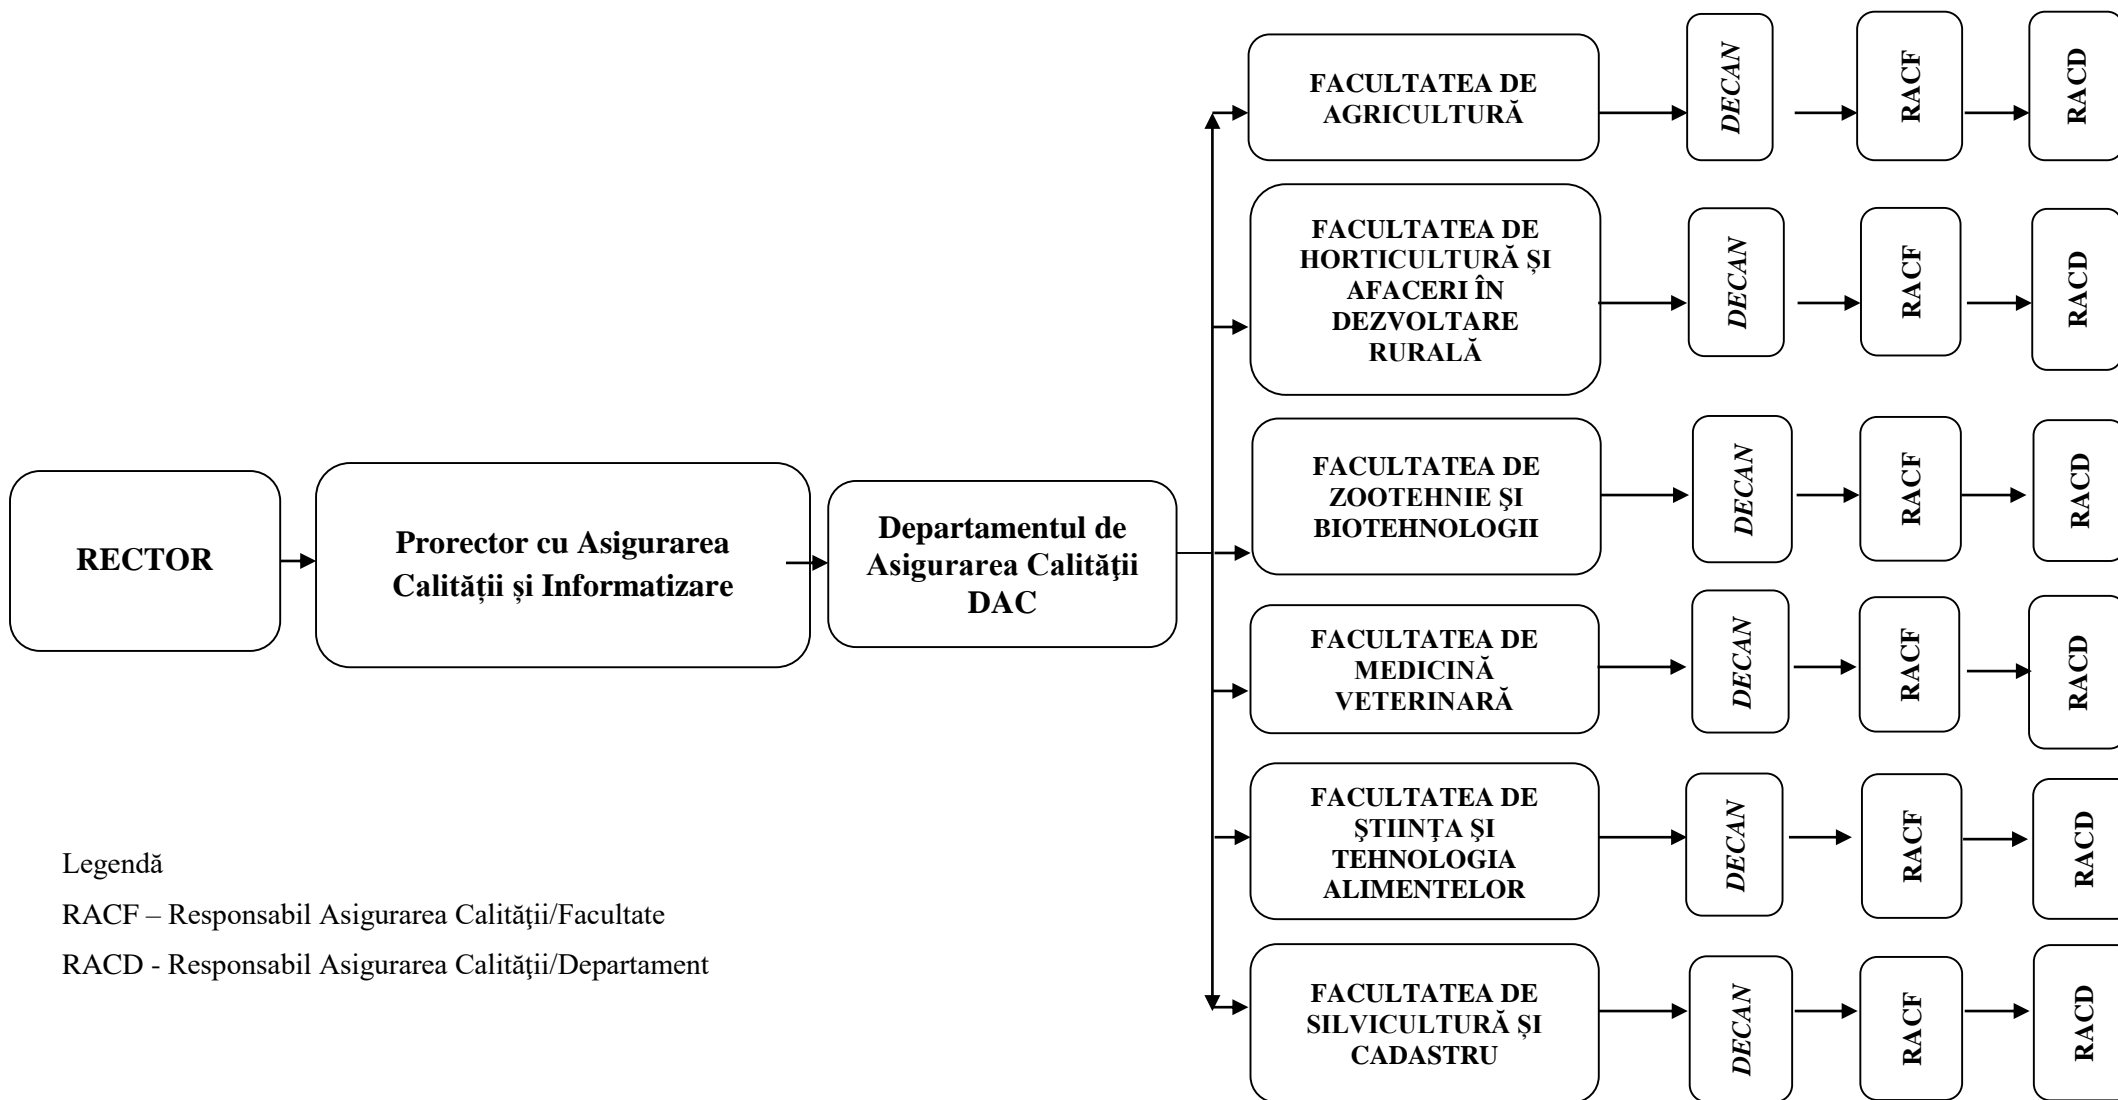 RECTOR
Prorector cu Asigurarea
Calității și Informatizare
Departamentul de
Asigurarea Calităţii
DAC
FACULTATEA DE
AGRICULTURĂ
DECAN
RACF
RACD
FACULTATEA DE
HORTICULTURĂ ȘI
AFACERI ÎN
DEZVOLTARE
RURALĂ
DECAN
RACF
RACD
FACULTATEA DE
ZOOTEHNIE ŞI
BIOTEHNOLOGII
DECAN
RACF
RACD
FACULTATEA DE
MEDICINĂ
VETERINARĂ
DECAN
RACF
RACD
FACULTATEA DE
ŞTIINŢA ŞI
TEHNOLOGIA
ALIMENTELOR
DECAN
RACF
RACD
FACULTATEA DE
SILVICULTURĂ ȘI
CADASTRU
DECAN
RACF
RACD
Legendă
RACF – Responsabil Asigurarea Calităţii/Facultate
RACD - Responsabil Asigurarea Calităţii/Departament